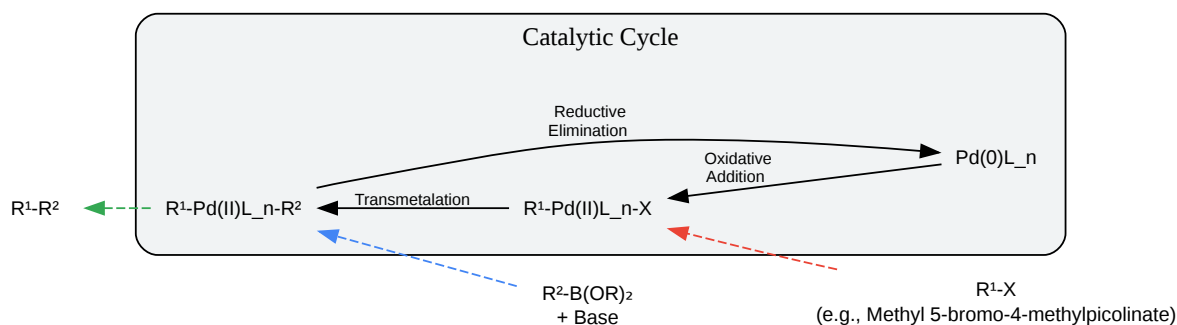 Catalytic Cycle
Reductive
Elimination
Oxidative
Addition
Pd(0)L_n
R¹-R²
R¹-Pd(II)L_n-R²
Transmetalation
R¹-Pd(II)L_n-X
R²-B(OR)₂
+ Base
R¹-X
(e.g., Methyl 5-bromo-4-methylpicolinate)